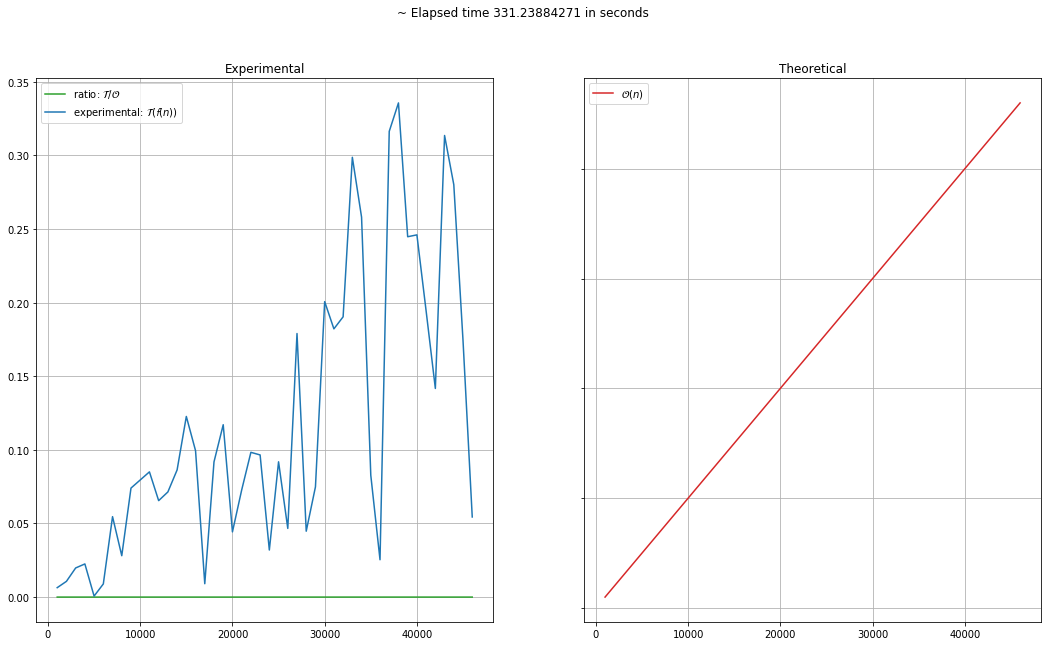 ~ Elapsed time 331.23884271 in seconds
Experimental
ratio: 𝒯/𝒪
experimental: 𝒯(f(n))
0.35
0.30
0.25
0.20
0.15
0.10
0.05
0.00
0 10000 20000 30000 40000
Theoretical
𝒪(n)
0 10000 20000 30000 40000